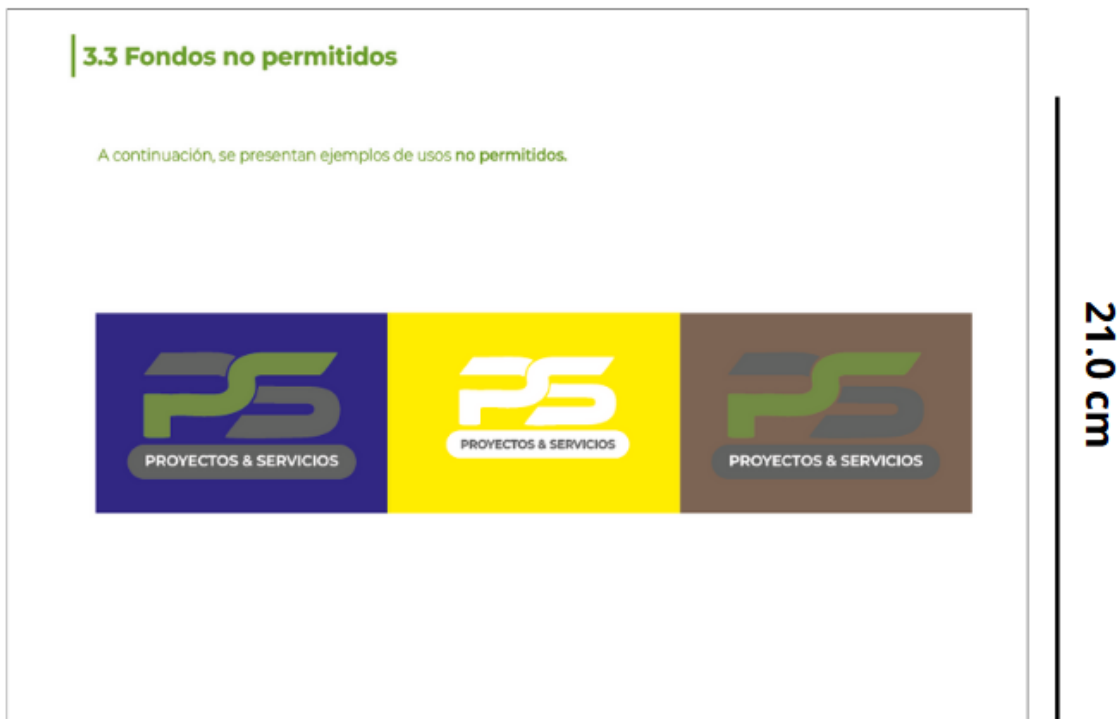 3.3 Fondos no permitidos
A continuación, se presentan ejemplos de usos no permitidos.
PS
PROYECTOS & SERVICIOS
PS
PROYECTOS & SERVICIOS
PS
PROYECTOS & SERVICIOS
21.0 cm